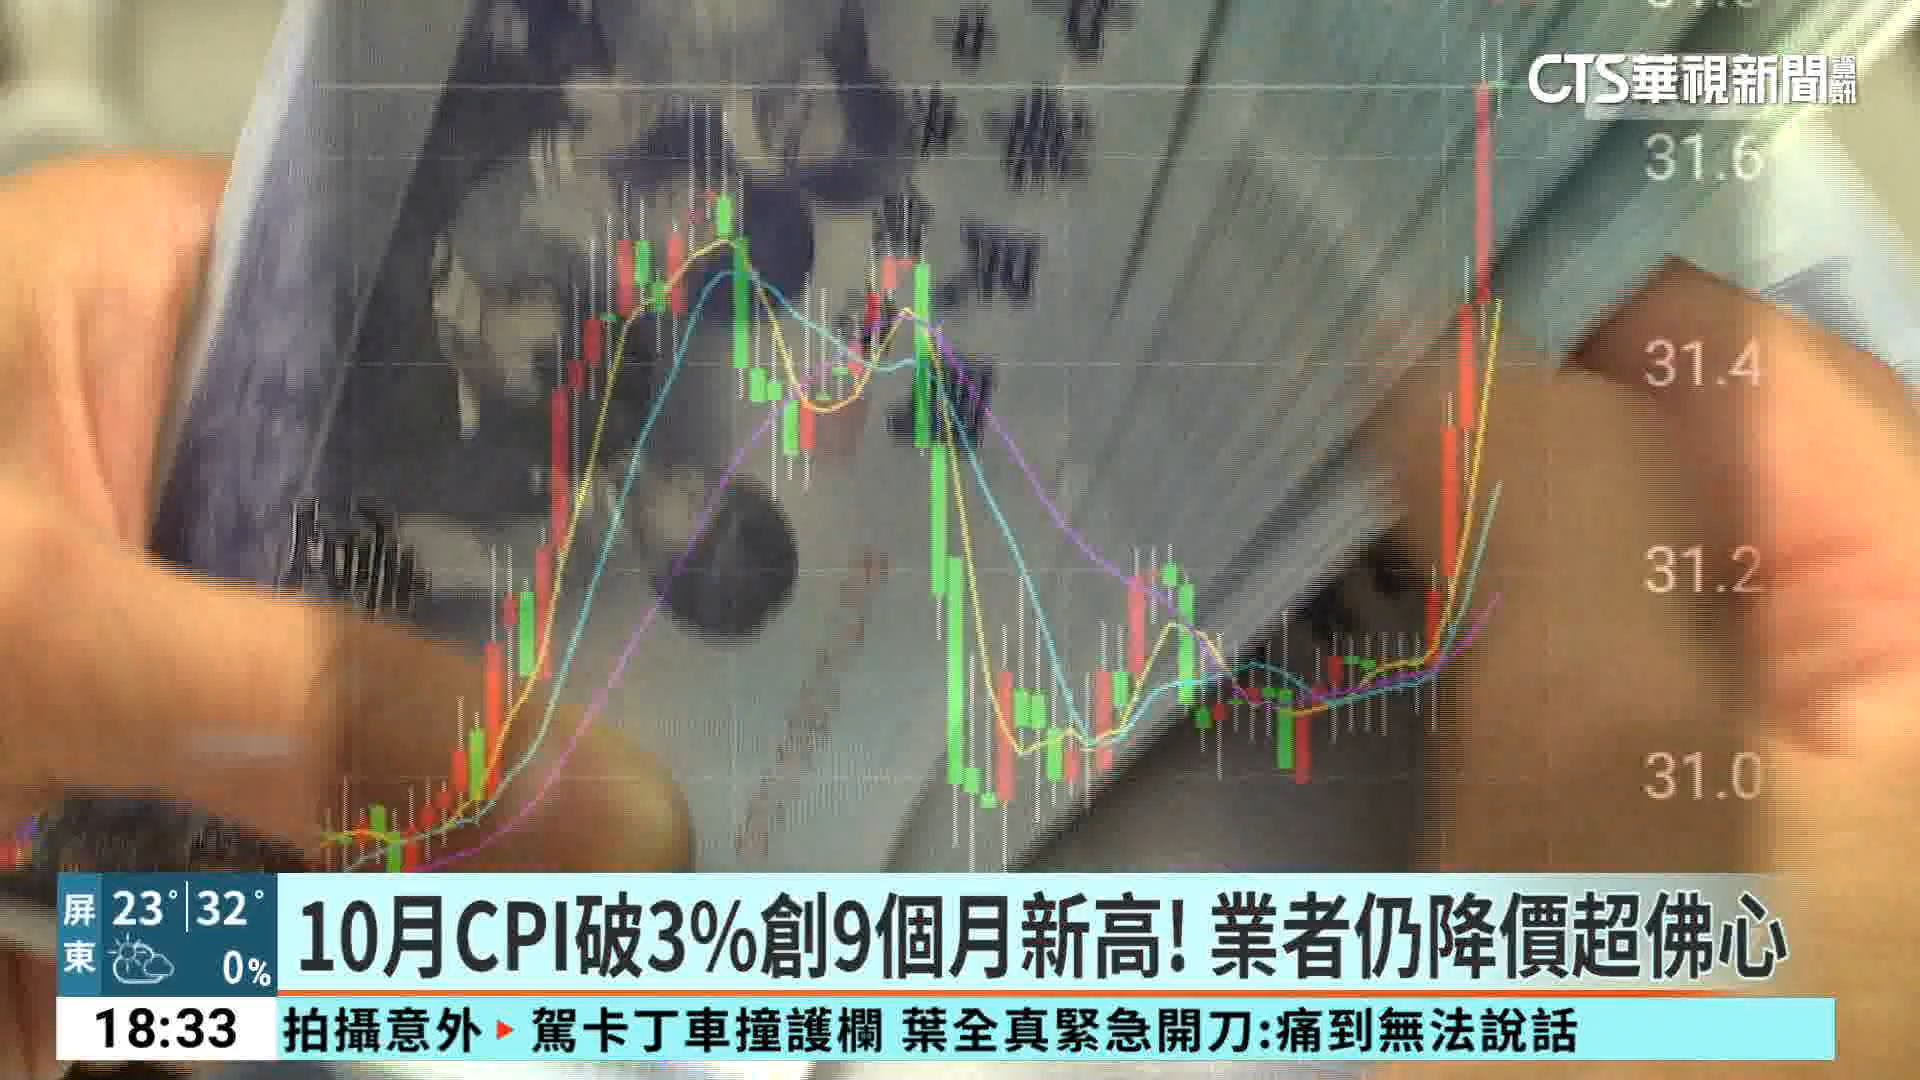 CTS華視新聞資訊
31.6
31.4
31.2
31.0
屏東
23°|32°
0%
10月CPI破3%創9個月新高! 業者仍降價超佛心
18:33
拍攝意外▶駕卡丁車撞護欄 葉全真緊急開刀:痛到無法說話